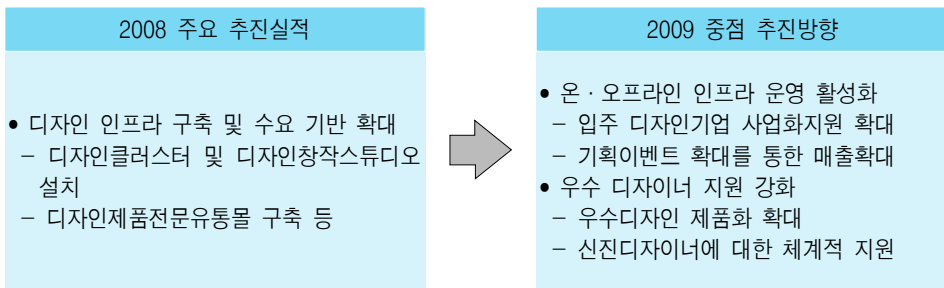 2008 주요 추진실적
• 디자인 인프라 구축 및 수요 기반 확대
– 디자인클러스터 및 디자인창작스튜디오
설치
– 디자인제품전문유통몰 구축 등
2009 중점 추진방향
• 온·오프라인 인프라 운영 활성화
– 입주 디자인기업 사업화지원 확대
– 기획이벤트 확대를 통한 매출확대
• 우수 디자이너 지원 강화
– 우수디자인 제품화 확대
– 신진디자이너에 대한 체계적 지원